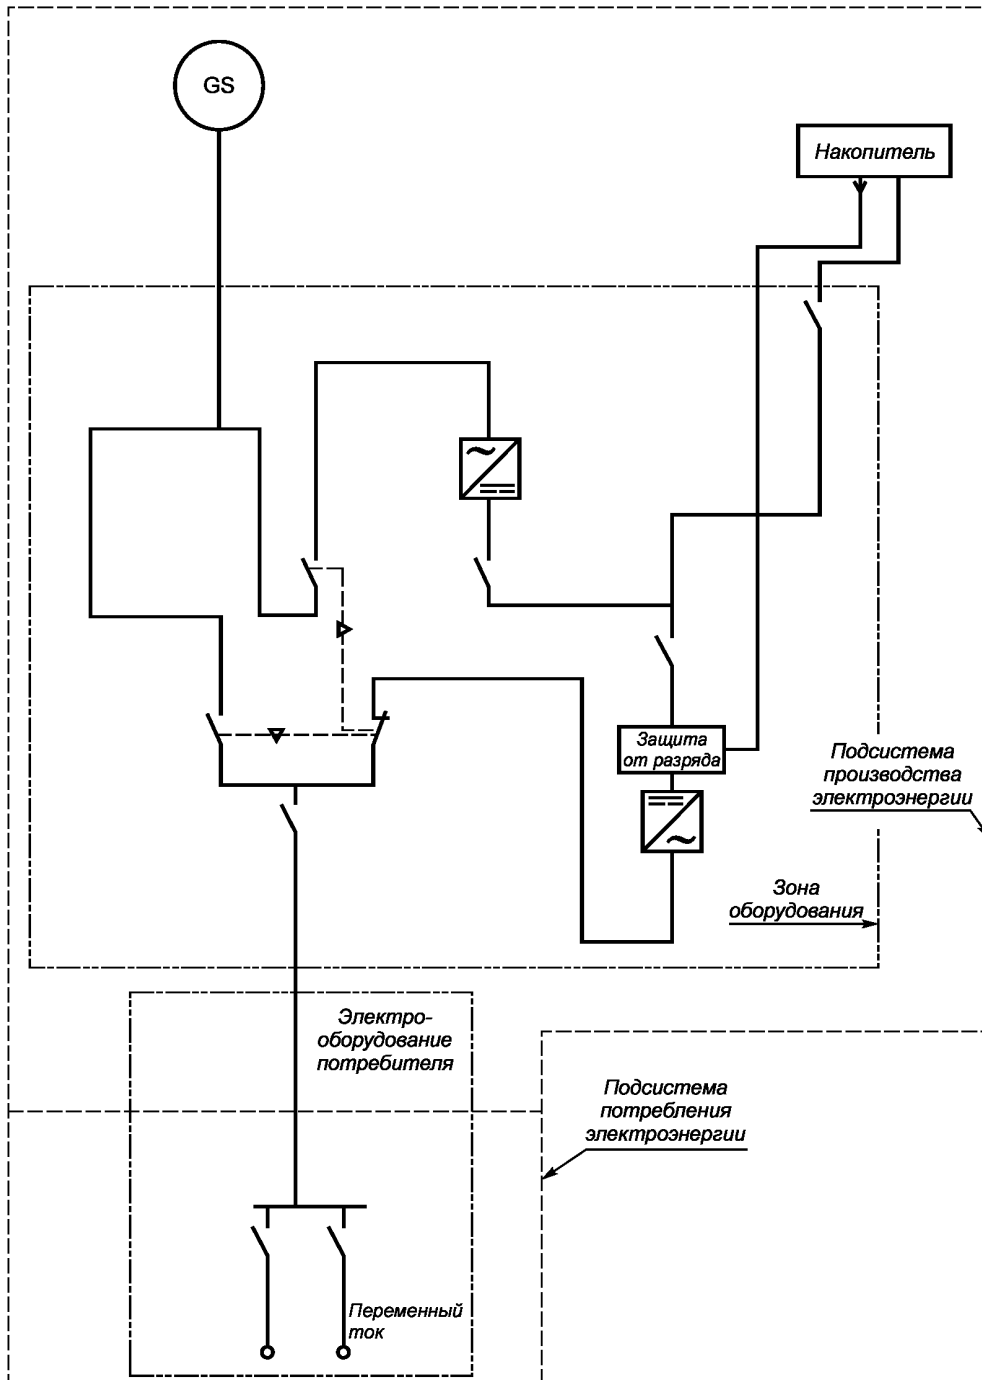 GS
Накопитель
Защита
от разряда
Подсистема
производства
электроэнергии
Зона
оборудования
Электро-
оборудование
потребителя
Подсистема
потребления
электроэнергии
Переменный
ток